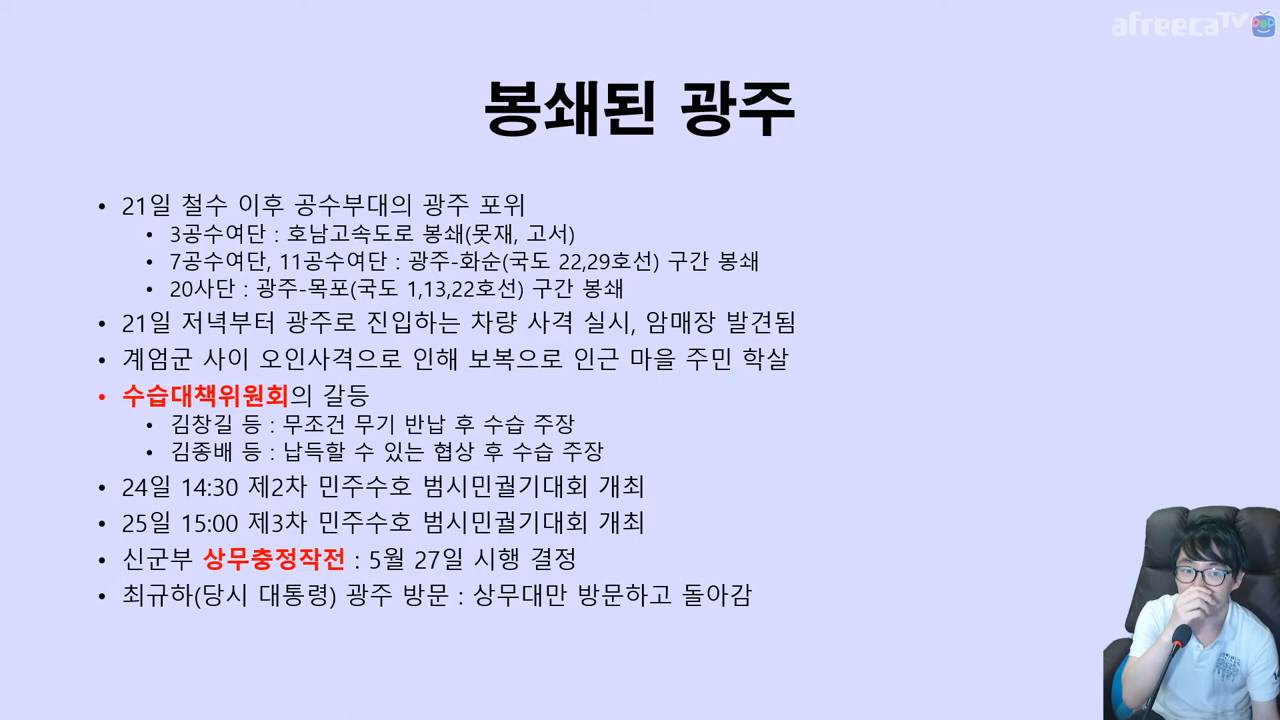 afreecaTV
봉쇄된 광주
• 21일 철수 이후 공수부대의 광주 포위
• 3공수여단 : 호남고속도로 봉쇄(못재, 고서)
• 7공수여단, 11공수여단 : 광주-화순(국도 22,29호선) 구간 봉쇄
• 20사단 : 광주-목포(국도 1,13,22호선) 구간 봉쇄
• 21일 저녁부터 광주로 진입하는 차량 사격 실시, 암매장 발견됨
• 계엄군 사이 오인사격으로 인해 보복으로 인근 마을 주민 학살
• 수습대책위원회의 갈등
• 김창길 등 : 무조건 무기 반납 후 수습 주장
• 김종배 등 : 납득할 수 있는 협상 후 수습 주장
• 24일 14:30 제2차 민주수호 범시민궐기대회 개최
• 25일 15:00 제3차 민주수호 범시민궐기대회 개최
• 신군부 상무충정작전 : 5월 27일 시행 결정
• 최규하(당시 대통령) 광주 방문 : 상무대만 방문하고 돌아감